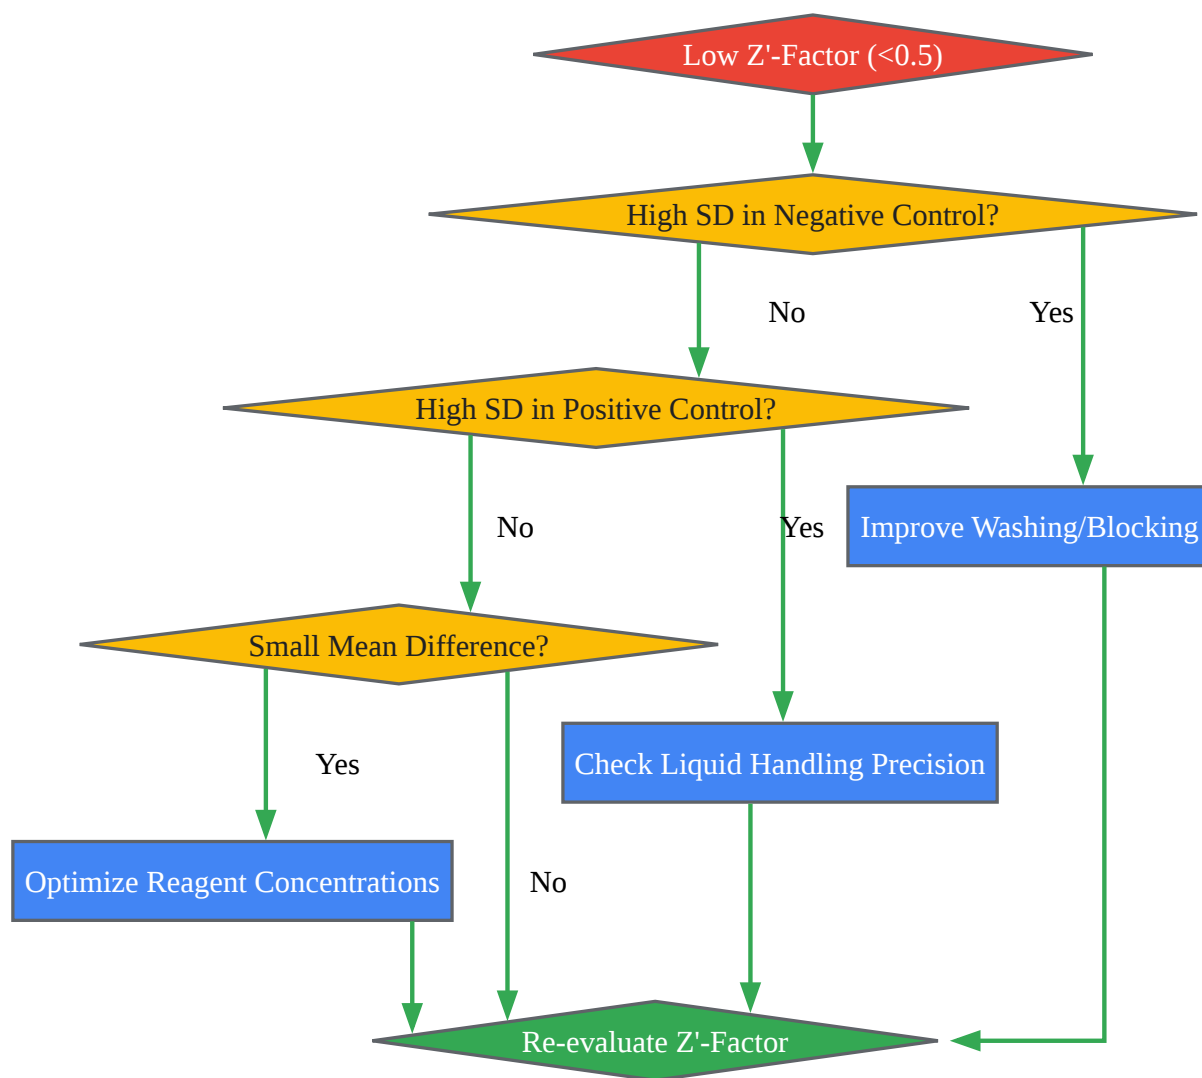 Low Z'-Factor (<0.5)
High SD in Negative Control?
No
Yes
High SD in Positive Control?
No
Yes
Improve Washing/Blocking
Small Mean Difference?
Yes
Check Liquid Handling Precision
Optimize Reagent Concentrations
No
Re-evaluate Z'-Factor